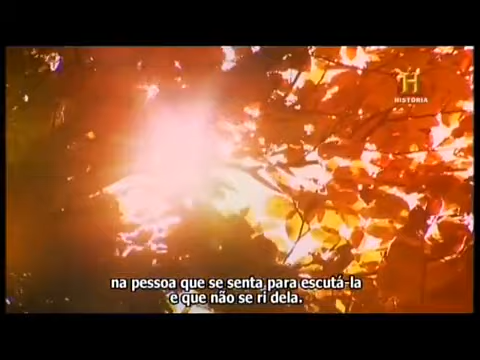 H
HISTORIA
na pessoa que se senta para escutá-la
e que não se ri dela.